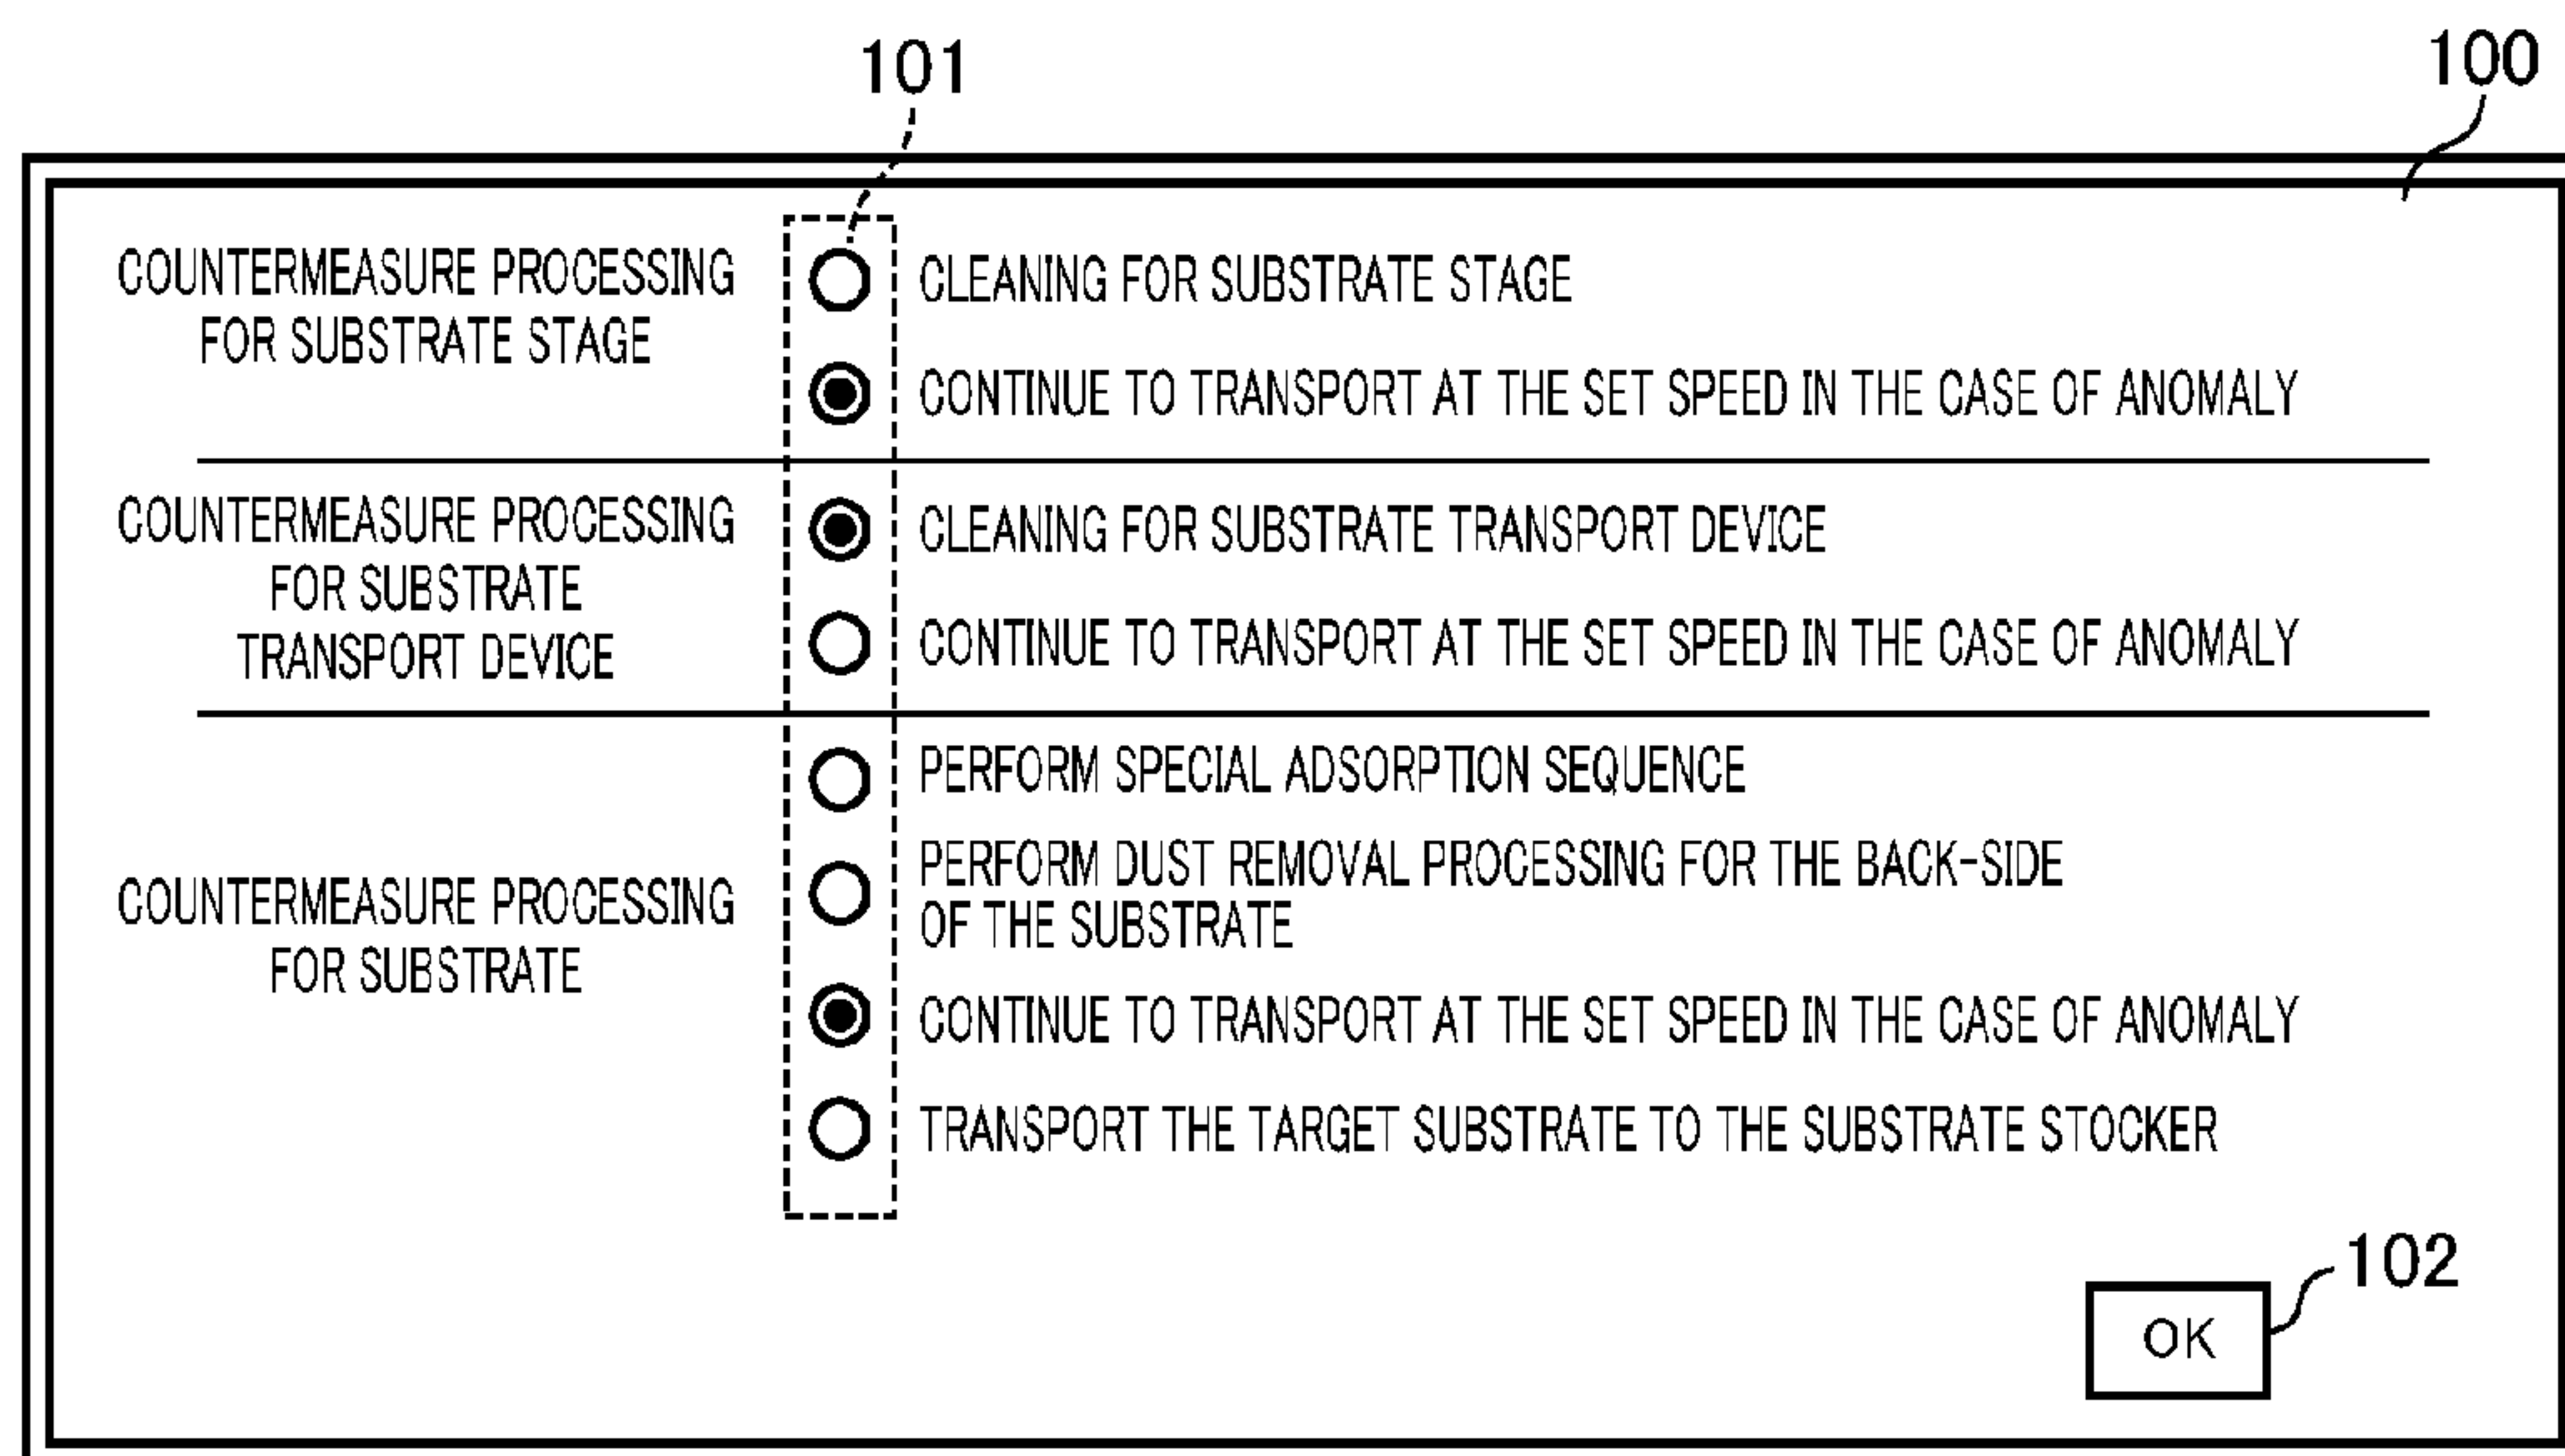 101
100
COUNTERMEASURE PROCESSING
FOR SUBSTRATE STAGE
CLEANING FOR SUBSTRATE STAGE
CONTINUE TO TRANSPORT AT THE SET SPEED IN THE CASE OF ANOMALY
COUNTERMEASURE PROCESSING
FOR SUBSTRATE
TRANSPORT DEVICE
CLEANING FOR SUBSTRATE TRANSPORT DEVICE
CONTINUE TO TRANSPORT AT THE SET SPEED IN THE CASE OF ANOMALY
COUNTERMEASURE PROCESSING
FOR SUBSTRATE
PERFORM SPECIAL ADSORPTION SEQUENCE
PERFORM DUST REMOVAL PROCESSING FOR THE BACK-SIDE
OF THE SUBSTRATE
CONTINUE TO TRANSPORT AT THE SET SPEED IN THE CASE OF ANOMALY
TRANSPORT THE TARGET SUBSTRATE TO THE SUBSTRATE STOCKER
102
OK